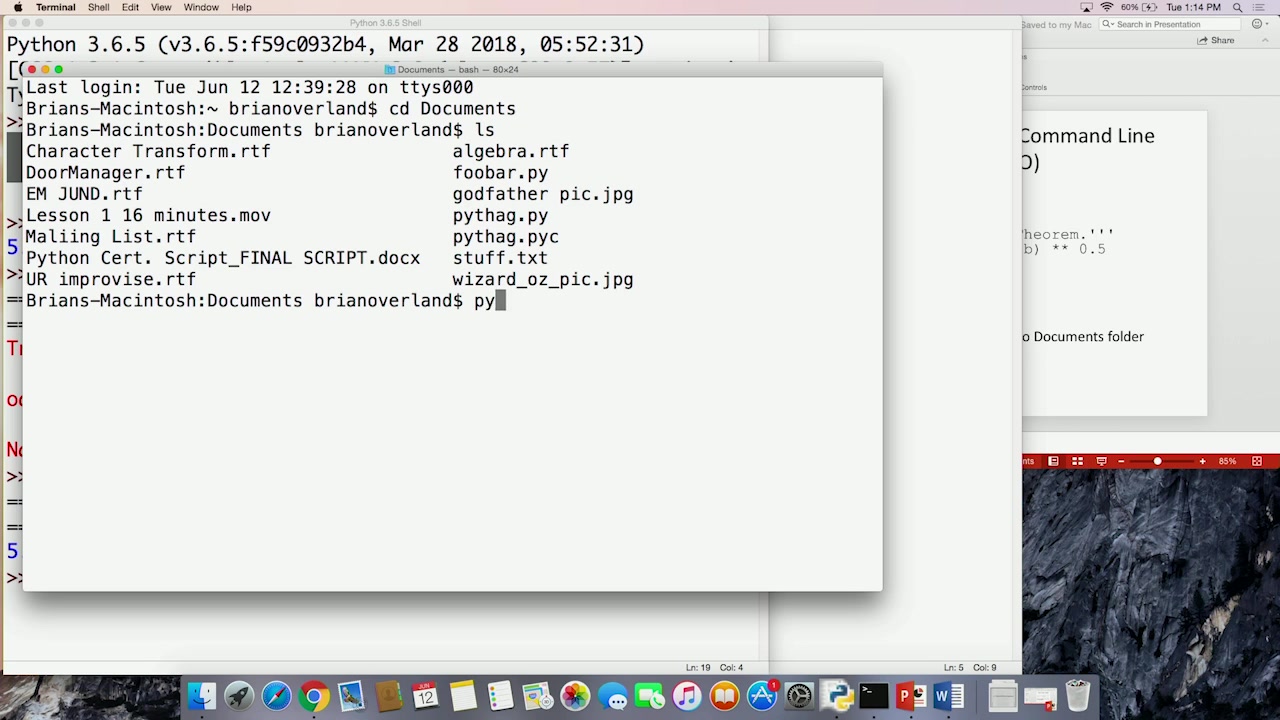 Terminal Shell Edit View Window Help
60% Tue 1:14 PM
Python 3.6.5 Shell
Saved to my Mac
Search in Presentation
Share
Python 3.6.5 (v3.6.5:f59c0932b4, Mar 28 2018, 05:52:31)
Documents — bash — 80×24
Last login: Tue Jun 12 12:39:28 on ttys000
Brians-Macintosh:~ brianoverland$ cd Documents
Brians-Macintosh:Documents brianoverland$ ls
Character Transform.rtf algebra.rtf
DoorManager.rtf foobar.py
EM JUND.rtf godfather pic.jpg
Lesson 1 16 minutes.mov pythag.py
Maliing List.rtf pythag.pyc
Python Cert. Script_FINAL SCRIPT.docx stuff.txt
UR improvise.rtf wizard_oz_pic.jpg
Brians-Macintosh:Documents brianoverland$ py
>>
>>
5
>>
==
==
Tr
>>
==
==
5
>>
Controls
Command Line
O)
Theorem.'''
b) ** 0.5
o Documents folder
nts
85%
Ln: 19 Col: 4
Ln: 5 Col: 9
JUN
12
1